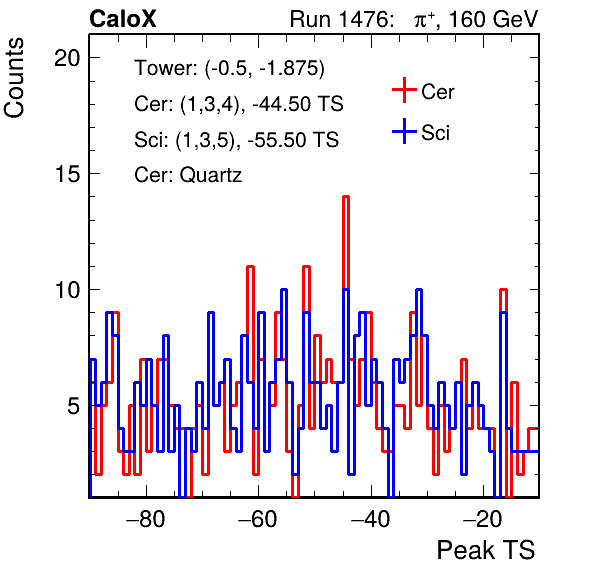 CaloX Run 1476: π+, 160 GeV
Counts
Tower: (-0.5, -1.875)
Cer: (1,3,4), -44.50 TS
Sci: (1,3,5), -55.50 TS
Cer: Quartz
Cer
Sci
20
15
10
5
−80 −60 −40 −20
Peak TS